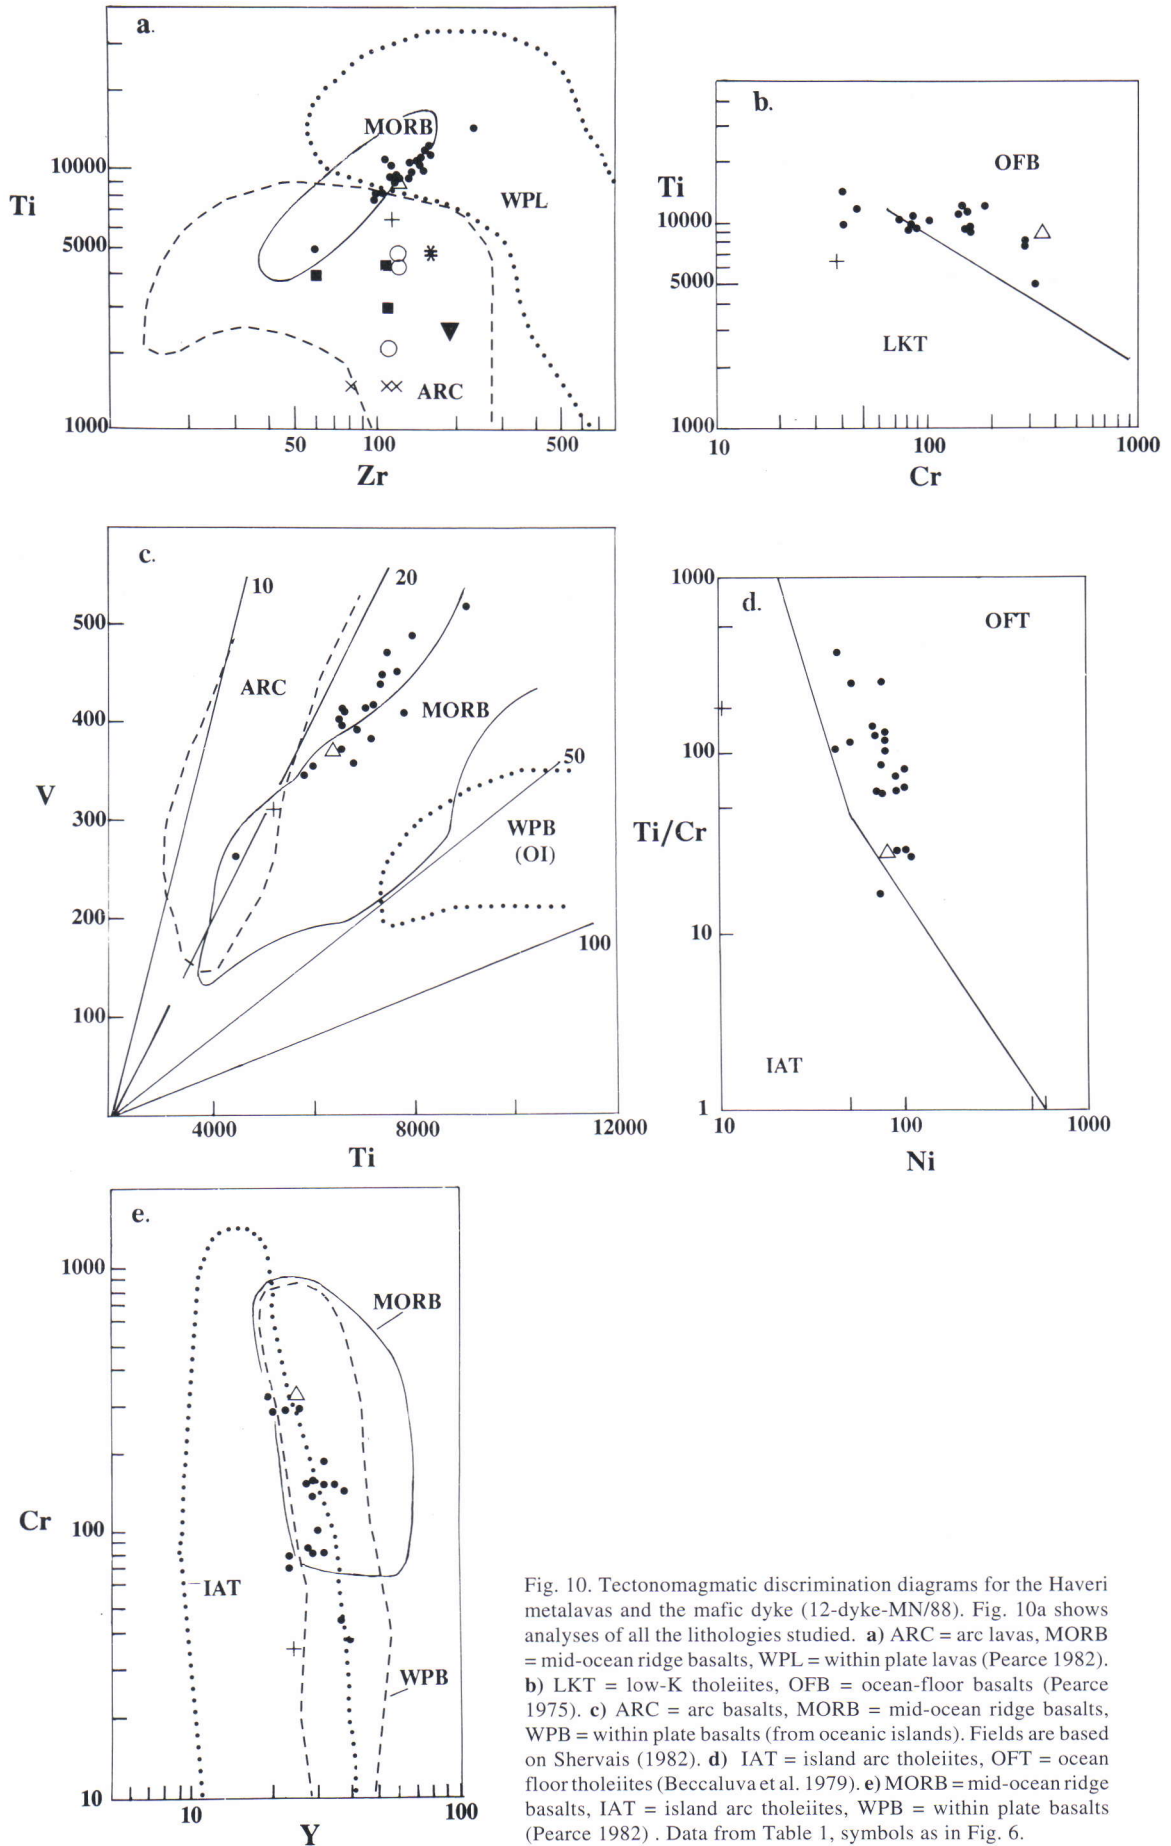 a.
MORB
WPL
ARC
Ti
10000
5000
1000
50
100
500
Zr
b.
OFB
LKT
Ti
10000
5000
1000
10
100
1000
Cr
c.
10
20
50
100
ARC
MORB
WPB
(OI)
V
500
400
300
200
100
4000
8000
12000
Ti
d.
OFT
IAT
Ti/Cr
1000
100
10
1
10
100
1000
Ni
e.
MORB
IAT
WPB
Cr
1000
100
10
10
100
Y
Fig. 10. Tectonomagmatic discrimination diagrams for the Haveri
metalavas and the mafic dyke (12-dyke-MN/88). Fig. 10a shows
analyses of all the lithologies studied. a) ARC = arc lavas, MORB
= mid-ocean ridge basalts, WPL = within plate lavas (Pearce 1982).
b) LKT = low-K tholeiites, OFB = ocean-floor basalts (Pearce
1975). c) ARC = arc basalts, MORB = mid-ocean ridge basalts,
WPB = within plate basalts (from oceanic islands). Fields are based
on Shervais (1982). d) IAT = island arc tholeiites, OFT = ocean
floor tholeiites (Beccaluva et al. 1979). e) MORB = mid-ocean ridge
basalts, IAT = island arc tholeiites, WPB = within plate basalts
(Pearce 1982) . Data from Table 1, symbols as in Fig. 6.